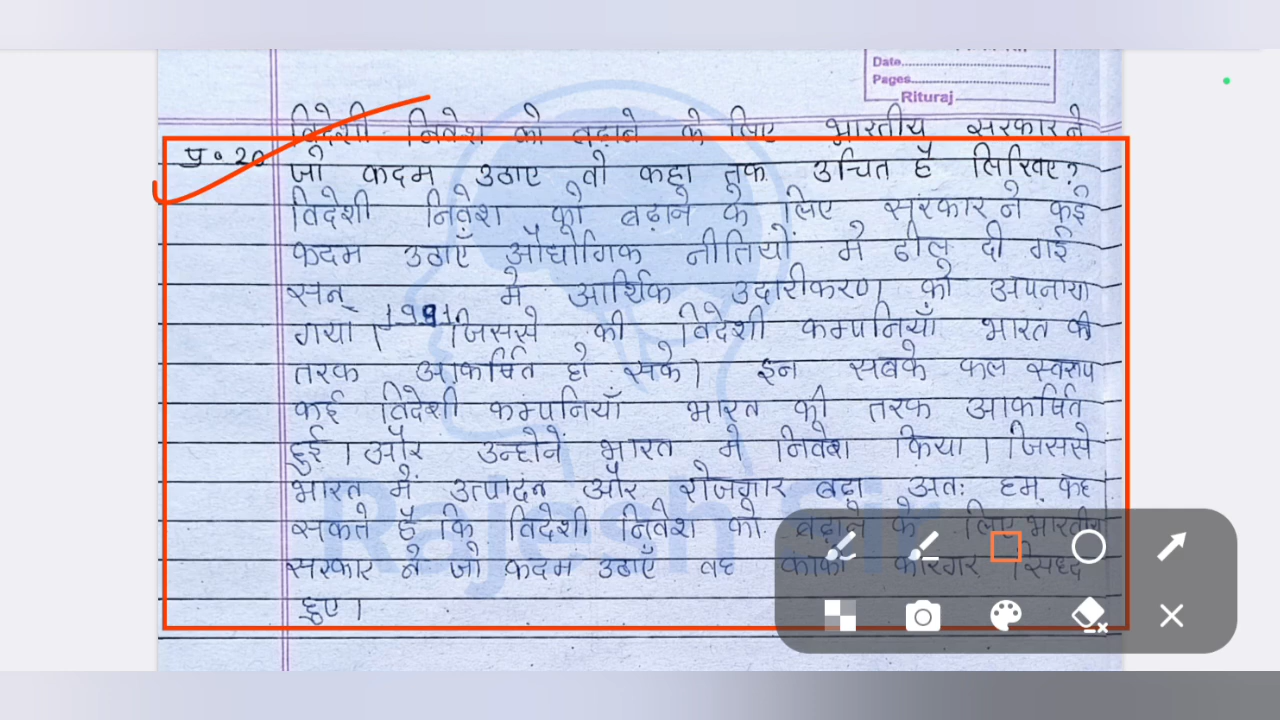 Date
Pages
Rituraj
विदेशी निवेश को बढ़ाने के लिए भारतीय सरकार ने
प्र॰ 20 जो कदम उठाए वो कहा तक उचित है लिखिए?
विदेशी निवेश को बढ़ाने के लिए सरकार ने कई
कदम उठाएँ औद्योगिक नीतियों में ढील दी गई
सन् 1991 में आर्थिक उदारीकरण को अपनाया
गया। जिससे की विदेशी कम्पनियाँ भारत की
तरफ आकर्षित हो सके। इन सबके फल स्वरूप
कई विदेशी कम्पनियाँ भारत की तरफ आकर्षित
हुई। और उन्होनें भारत में निवेश किया। जिससे
भारत में उत्पादन और रोजगार बढ़ा अतः हम कह
सकते हैं कि विदेशी निवेश को बढ़ाने के लिए भारतीय
सरकार ने जो कदम उठाएँ वह काफी कारगर सिध्द
हुए।
Rajesh Sir